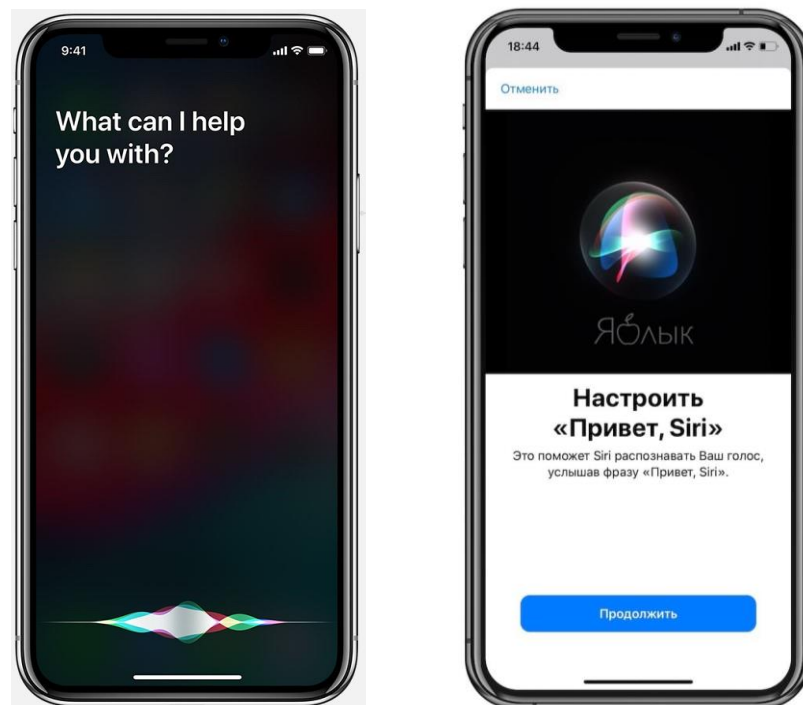 9:41
What can I help
you with?
18:44
Отменить
Яблык
Настроить
«Привет, Siri»
Это поможет Siri распознавать Ваш голос,
услышав фразу «Привет, Siri».
Продолжить